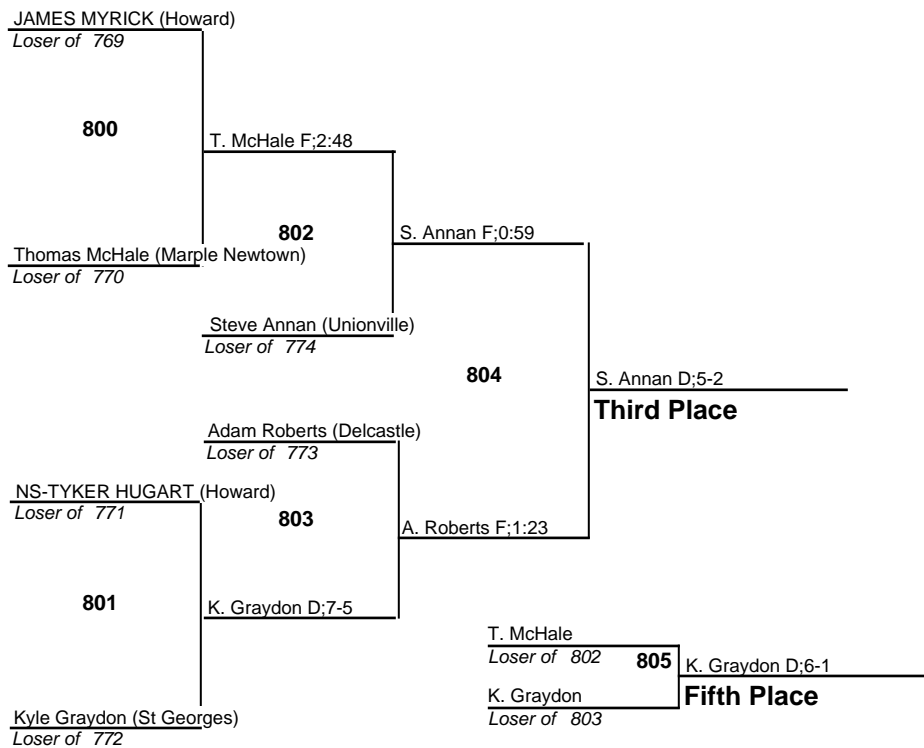 JAMES MYRICK (Howard)
Loser of 769
800
T. McHale F;2:48
802
S. Annan F;0:59
Thomas McHale (Marple Newtown)
Loser of 770
Steve Annan (Unionville)
Loser of 774
804
S. Annan D;5-2
Third Place
Adam Roberts (Delcastle)
Loser of 773
NS-TYKER HUGART (Howard)
Loser of 771
803
A. Roberts F;1:23
801
K. Graydon D;7-5
T. McHale
Loser of 802
805
K. Graydon D;6-1
Fifth Place
K. Graydon
Loser of 803
Kyle Graydon (St Georges)
Loser of 772